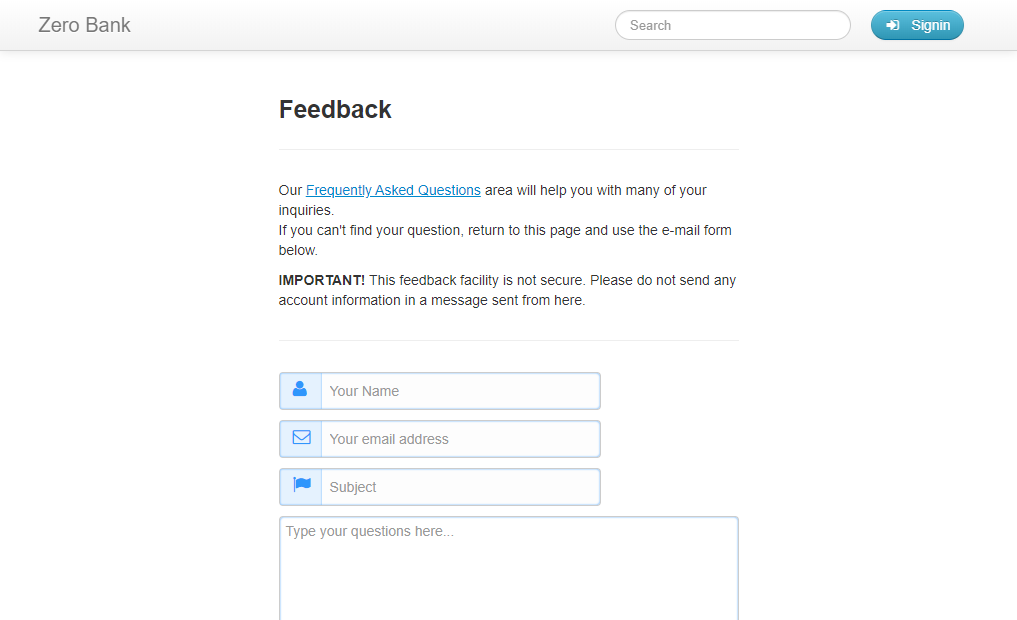 Zero Bank
Search
Signin
Feedback
Our Frequently Asked Questions area will help you with many of your
inquiries.
If you can't find your question, return to this page and use the e-mail form
below.
IMPORTANT! This feedback facility is not secure. Please do not send any
account information in a message sent from here.
Your Name
Your email address
Subject
Type your questions here...